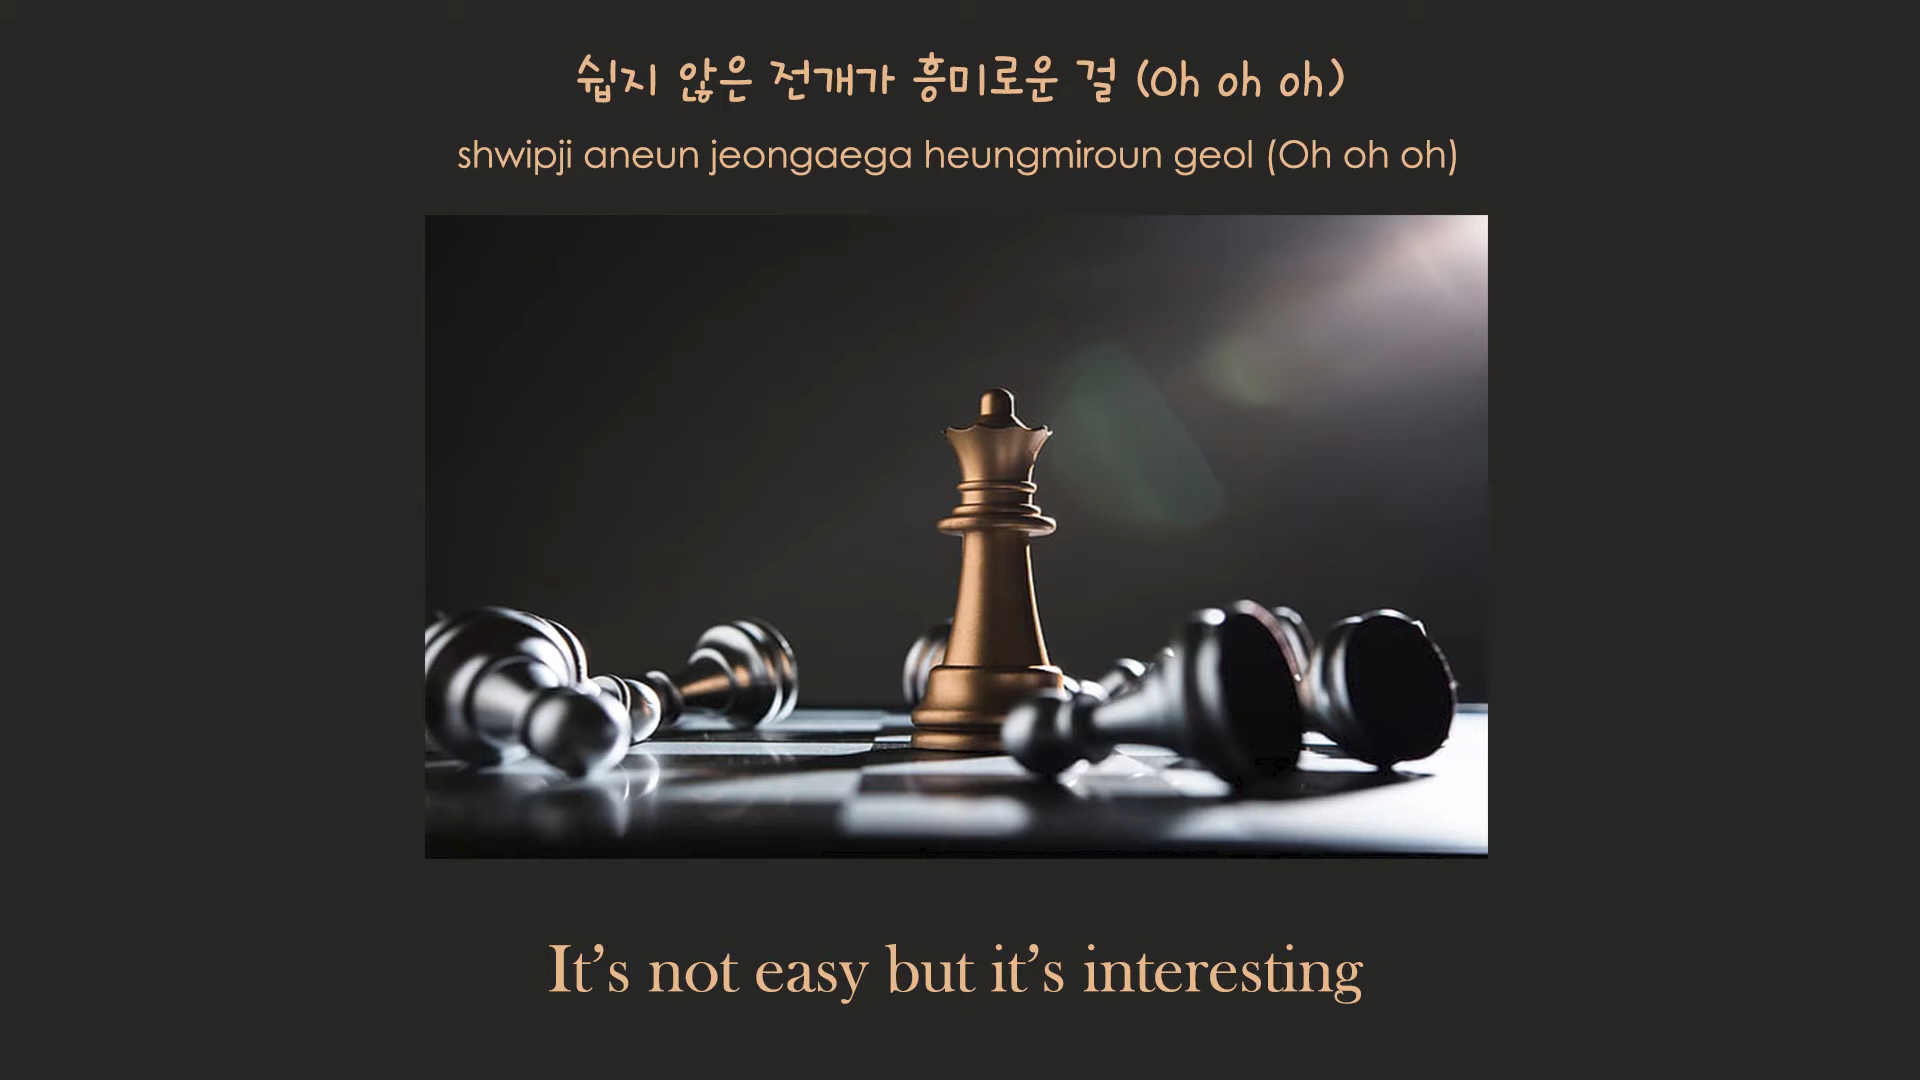 쉽지 않은 전개가 흥미로운 걸 (Oh oh oh)
shwipji aneun jeongaega heungmiroun geol (Oh oh oh)
It’s not easy but it’s interesting